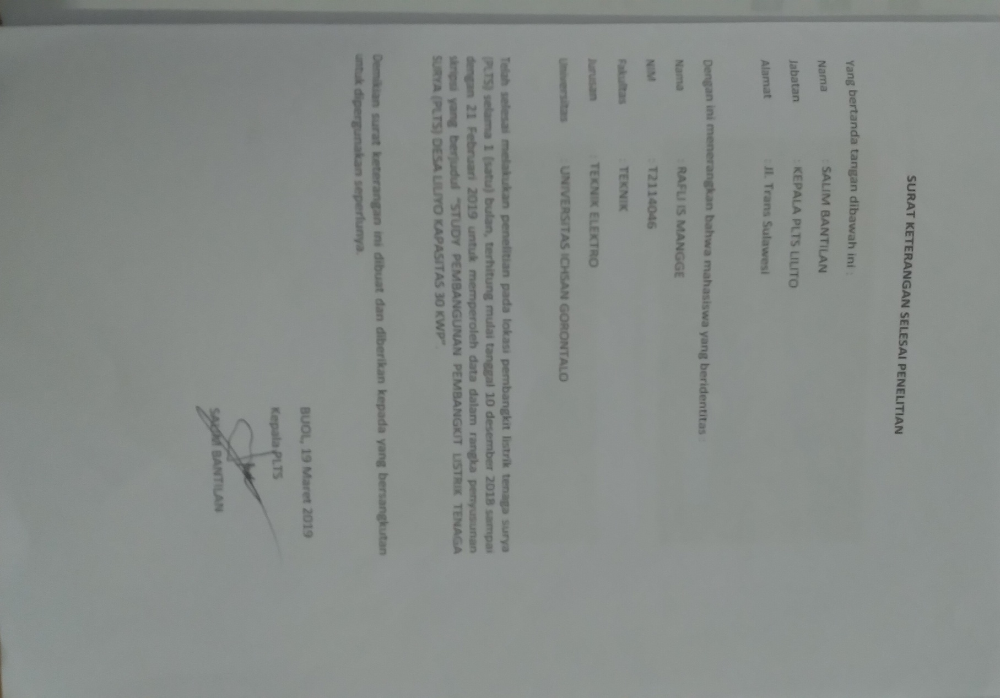 SURAT KETERANGAN SELESAI PENELITIAN
Yang bertanda tangan dibawah ini :
Nama : SALIM BANTILAN
Jabatan : KEPALA PLTS LILITO
Alamat : Jl. Trans Sulawesi
Dengan ini menerangkan bahwa mahasiswa yang beridentitas :
Nama : RAFLI IS MANGGE
NIM : T2114046
Fakultas : TEKNIK
Jurusan : TEKNIK ELEKTRO
Universitas : UNIVERSITAS ICHSAN GORONTALO
Telah selesai melakukan penelitian pada lokasi pembangkit listrik tenaga surya
(PLTS) selama 1 (satu) bulan, terhitung mulai tanggal 10 desember 2018 sampai
dengan 21 Februari 2019 untuk memperoleh data dalam rangka penyusunan
skripsi yang berjudul "STUDY PEMBANGUNAN PEMBANGKIT LISTRIK TENAGA
SURYA (PLTS) DESA LILIYO KAPASITAS 30 KWP".
Demikian surat keterangan ini dibuat dan diberikan kepada yang bersangkutan
untuk dipergunakan seperlunya.
BUOL, 19 Maret 2019
Kepala PLTS
SALIM BANTILAN